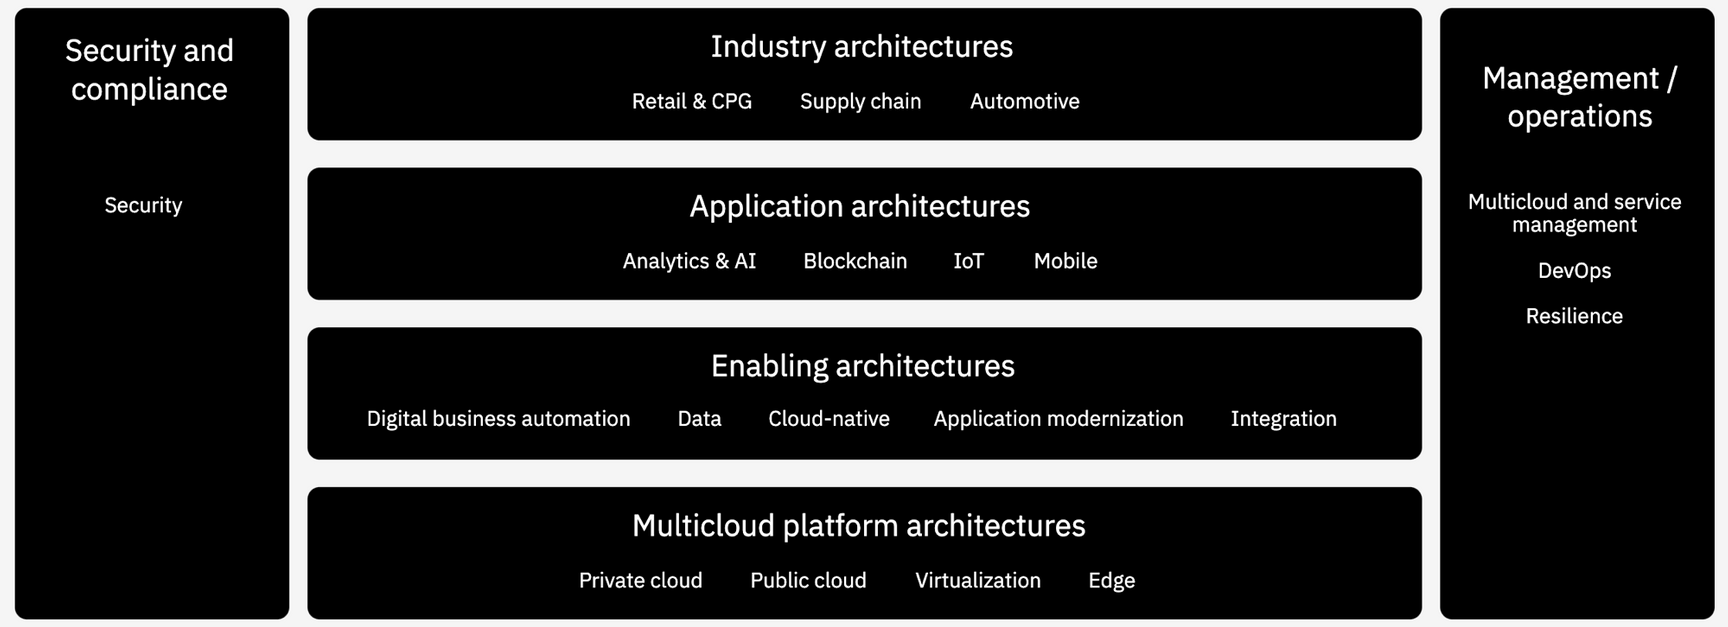 Security and
compliance
Security
Industry architectures
Retail & CPG Supply chain Automotive
Application architectures
Analytics & AI Blockchain IoT Mobile
Enabling architectures
Digital business automation Data Cloud-native Application modernization Integration
Multicloud platform architectures
Private cloud Public cloud Virtualization Edge
Management /
operations
Multicloud and service
management
DevOps
Resilience